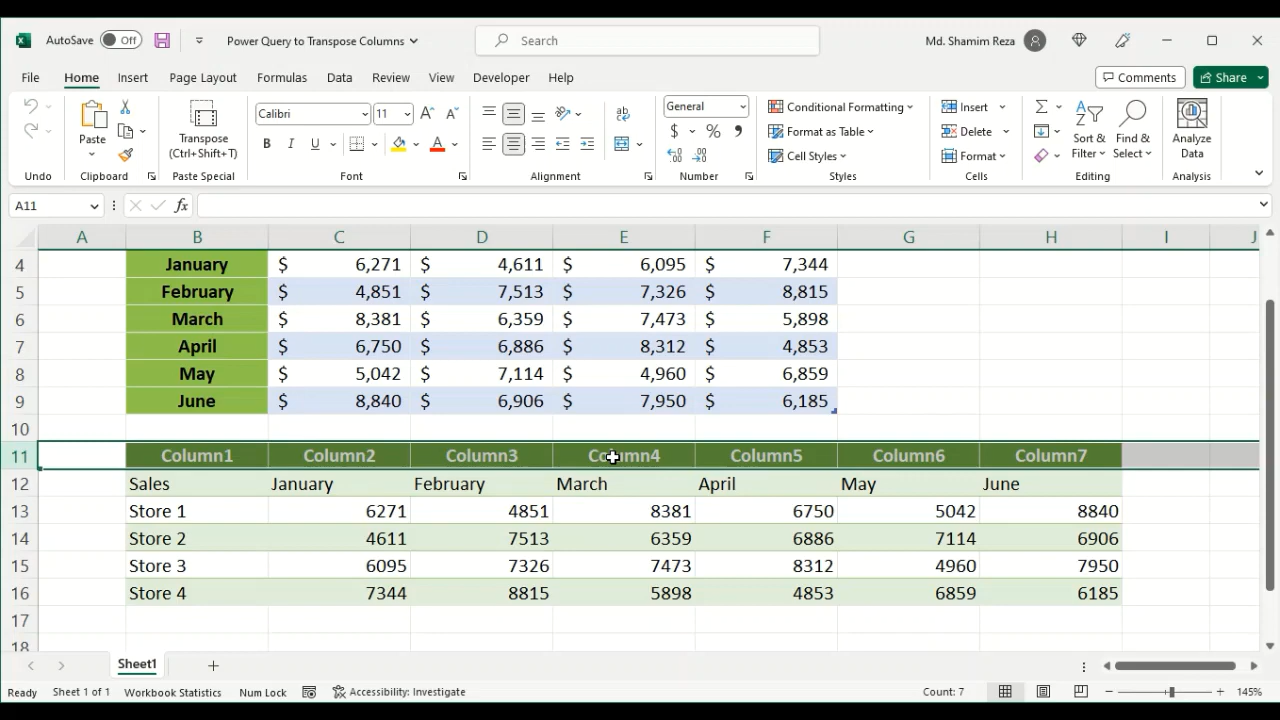 AutoSave Off Power Query to Transpose Columns Search Md. Shamim Reza
File Home Insert Page Layout Formulas Data Review View Developer Help Comments Share
Paste Transpose (Ctrl+Shift+T) Calibri 11 General Conditional Formatting Insert Sort & Filter Find & Select Analyze Data
B I U A $ % Format as Table Delete
Cell Styles Format
Undo Clipboard Paste Special Font Alignment Number Styles Cells Editing Analysis
A11 fx
A B C D E F G H I J
4 January $ 6,271 $ 4,611 $ 6,095 $ 7,344
5 February $ 4,851 $ 7,513 $ 7,326 $ 8,815
6 March $ 8,381 $ 6,359 $ 7,473 $ 5,898
7 April $ 6,750 $ 6,886 $ 8,312 $ 4,853
8 May $ 5,042 $ 7,114 $ 4,960 $ 6,859
9 June $ 8,840 $ 6,906 $ 7,950 $ 6,185
10
11 Column1 Column2 Column3 Column4 Column5 Column6 Column7
12 Sales January February March April May June
13 Store 1 6271 4851 8381 6750 5042 8840
14 Store 2 4611 7513 6359 6886 7114 6906
15 Store 3 6095 7326 7473 8312 4960 7950
16 Store 4 7344 8815 5898 4853 6859 6185
17
18
Sheet1
Ready Sheet 1 of 1 Workbook Statistics Num Lock Accessibility: Investigate Count: 7 145%